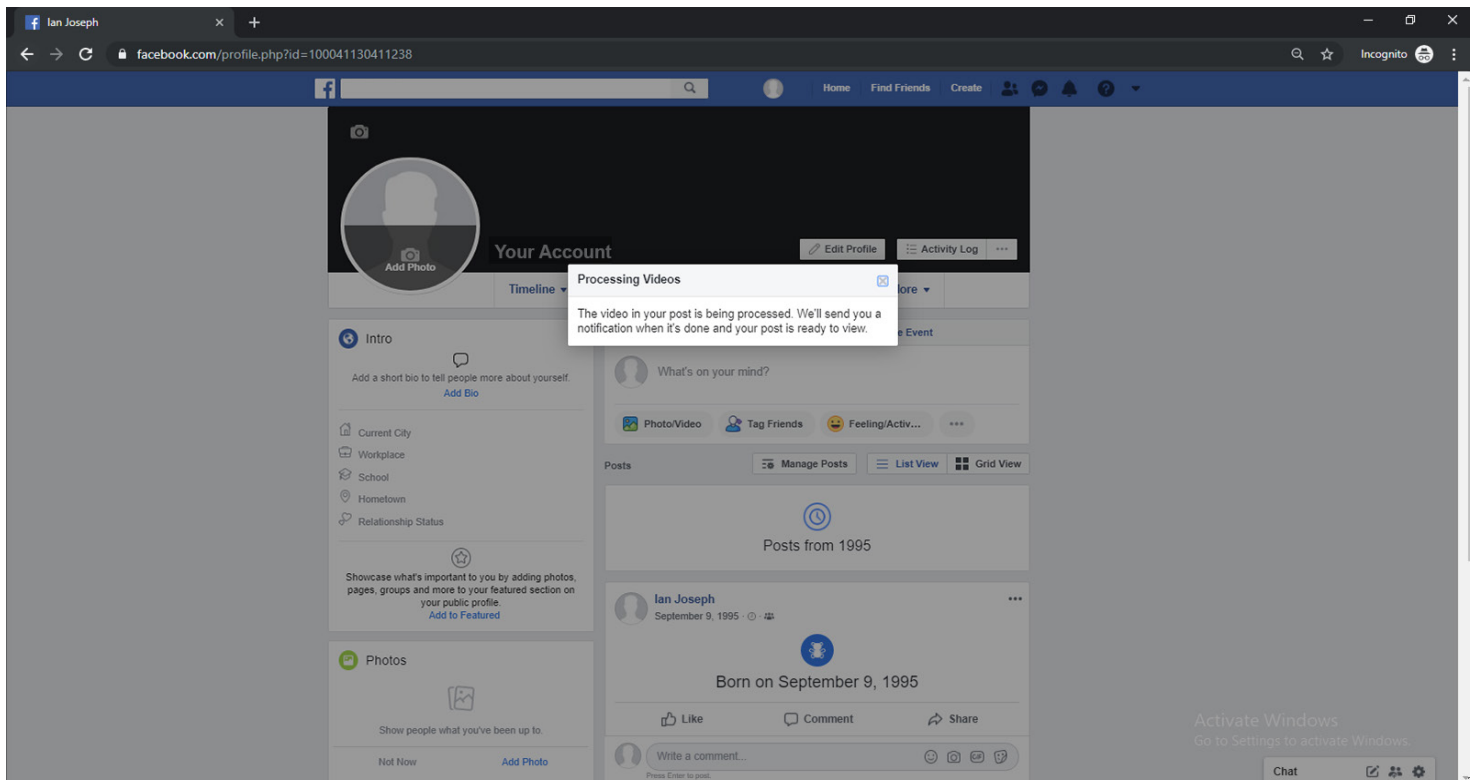 Ian Joseph
facebook.com/profile.php?id=100041130411238
Incognito
Home Find Friends Create
Add Photo
Your Account
Edit Profile
Activity Log
Timeline
Processing Videos
The video in your post is being processed. We'll send you a
notification when it's done and your post is ready to view.
Intro
Add a short bio to tell people more about yourself.
Add Bio
Current City
Workplace
School
Hometown
Relationship Status
Showcase what's important to you by adding photos,
pages, groups and more to your featured section on
your public profile.
Add to Featured
Photos
Show people what you've been up to.
Not Now Add Photo
Event
What's on your mind?
Photo/Video Tag Friends Feeling/Activ...
Posts Manage Posts List View Grid View
Posts from 1995
Ian Joseph
September 9, 1995
Born on September 9, 1995
Like Comment Share
Write a comment...
GIF
Press Enter to post.
Activate Windows
Go to Settings to activate Windows.
Chat